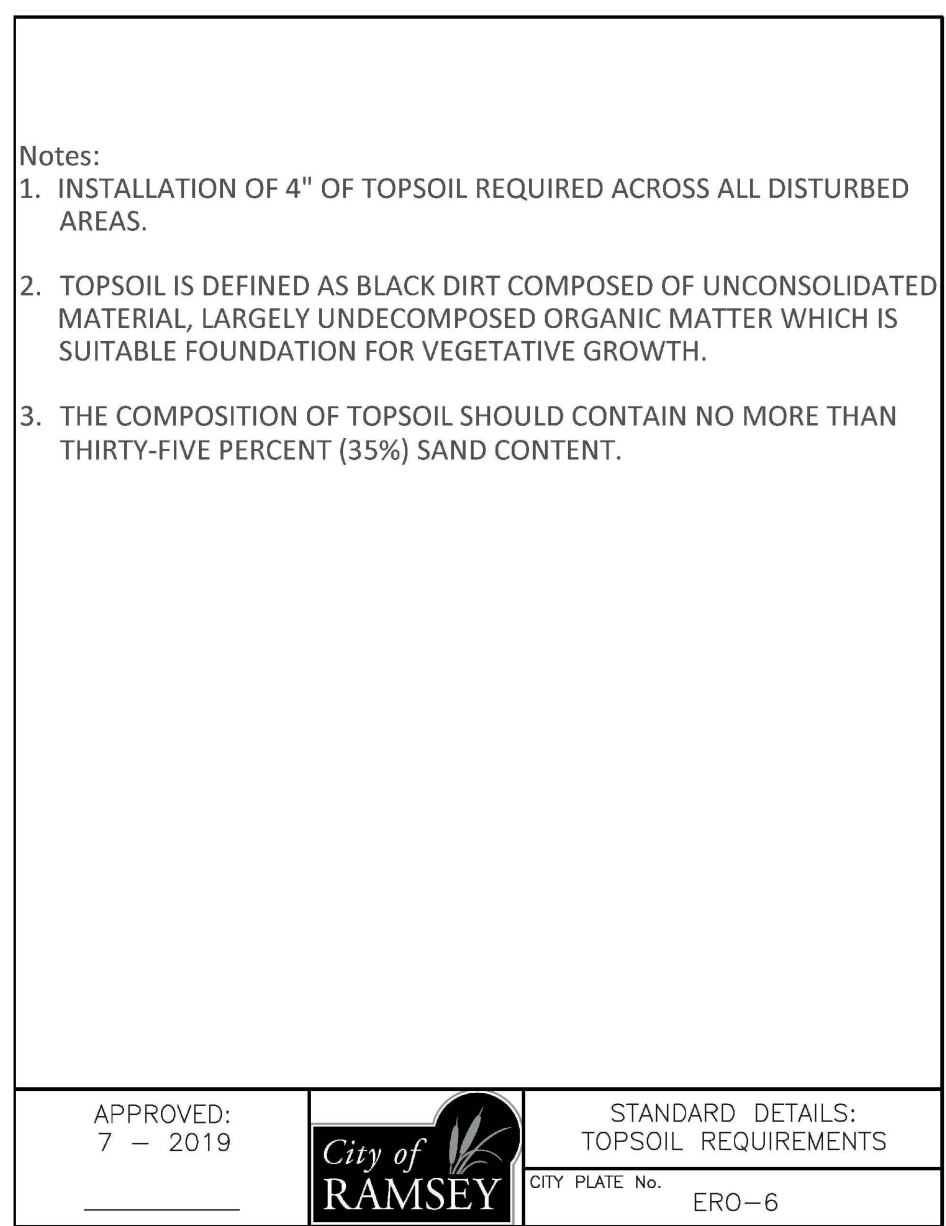 Notes:
1. INSTALLATION OF 4" OF TOPSOIL REQUIRED ACROSS ALL DISTURBED
AREAS.
2. TOPSOIL IS DEFINED AS BLACK DIRT COMPOSED OF UNCONSOLIDATED
MATERIAL, LARGELY UNDECOMPOSED ORGANIC MATTER WHICH IS
SUITABLE FOUNDATION FOR VEGETATIVE GROWTH.
3. THE COMPOSITION OF TOPSOIL SHOULD CONTAIN NO MORE THAN
THIRTY-FIVE PERCENT (35%) SAND CONTENT.
APPROVED:
7 – 2019
City of
RAMSEY
STANDARD DETAILS:
TOPSOIL REQUIREMENTS
CITY PLATE No.
ERO–6